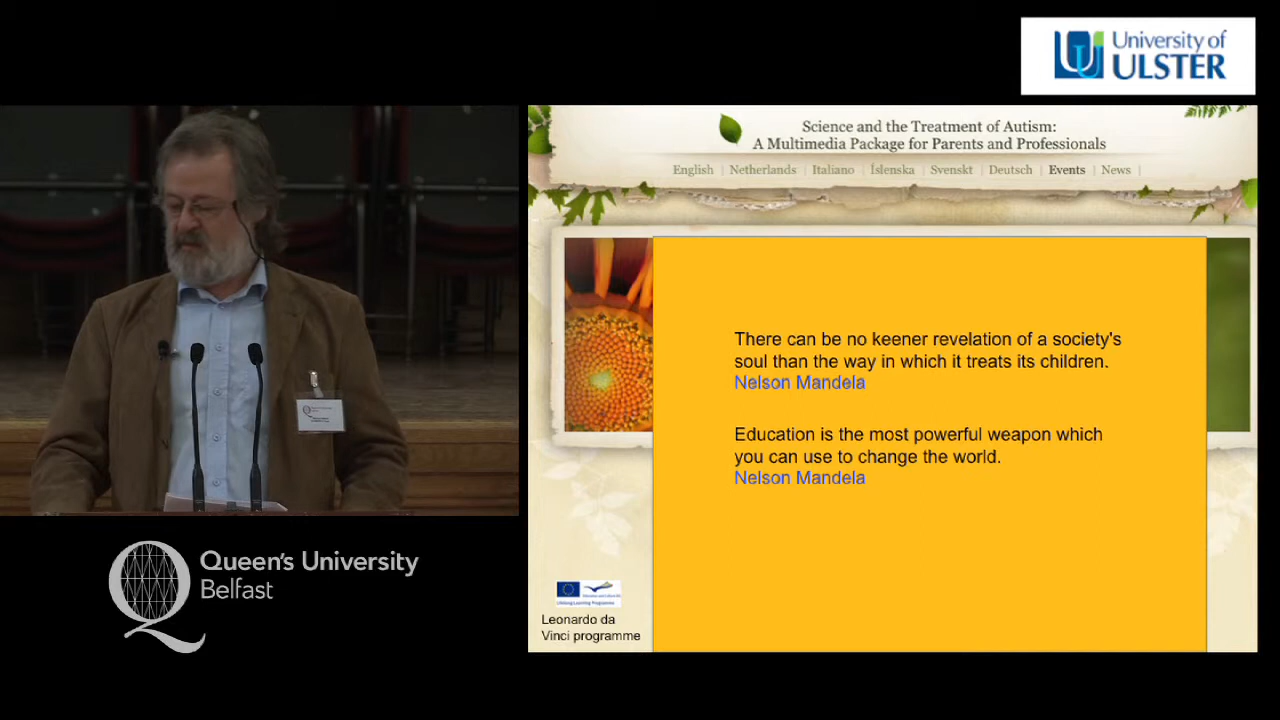 University of
ULSTER
Science and the Treatment of Autism:
A Multimedia Package for Parents and Professionals
English | Netherlands | Italiano | Íslenska | Svenskt | Deutsch | Events | News |
There can be no keener revelation of a society's
soul than the way in which it treats its children.
Nelson Mandela
Education is the most powerful weapon which
you can use to change the world.
Nelson Mandela
Lifelong Learning Programme
Leonardo da
Vinci programme
Queen's University
Belfast